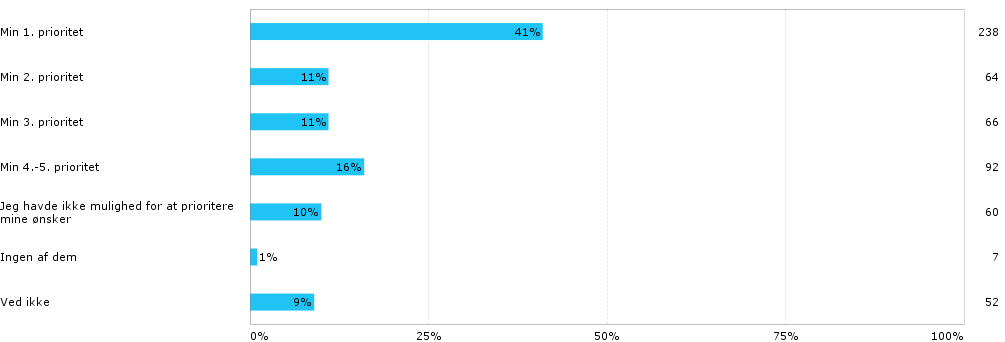 Min 1. prioritet 41% 238
Min 2. prioritet 11% 64
Min 3. prioritet 11% 66
Min 4.-5. prioritet 16% 92
Jeg havde ikke mulighed for at prioritere
mine ønsker 10% 60
Ingen af dem 1% 7
Ved ikke 9% 52
0% 25% 50% 75% 100%